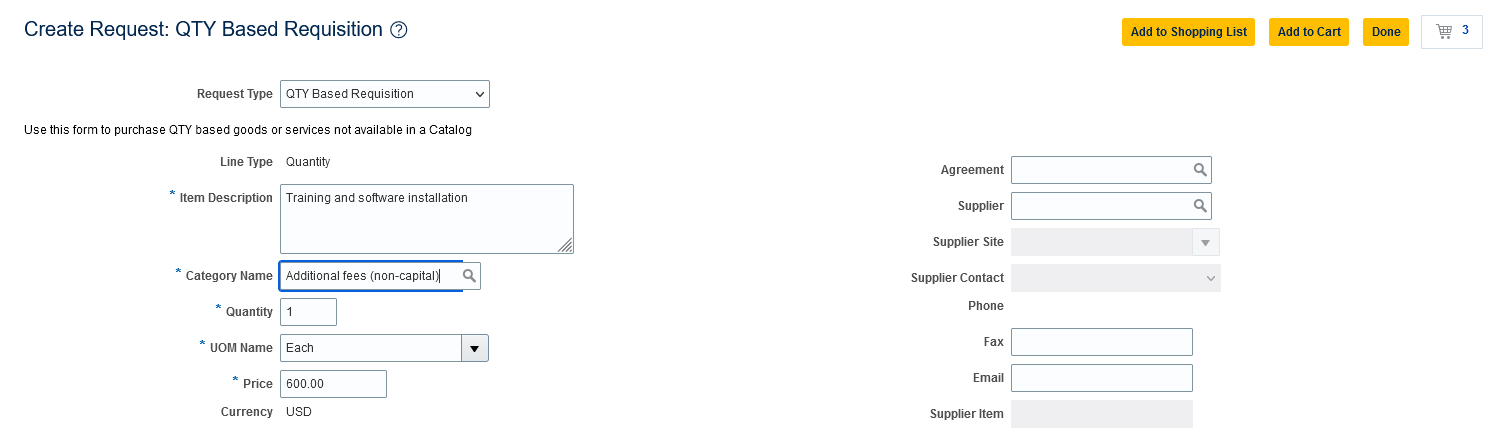 Create Request: QTY Based Requisition ?
Add to Shopping List Add to Cart Done 3
Request Type QTY Based Requisition
Use this form to purchase QTY based goods or services not available in a Catalog
Line Type Quantity
* Item Description Training and software installation
* Category Name Additional fees (non-capital)
* Quantity 1
* UOM Name Each
* Price 600.00
Currency USD
Agreement
Supplier
Supplier Site
Supplier Contact
Phone
Fax
Email
Supplier Item